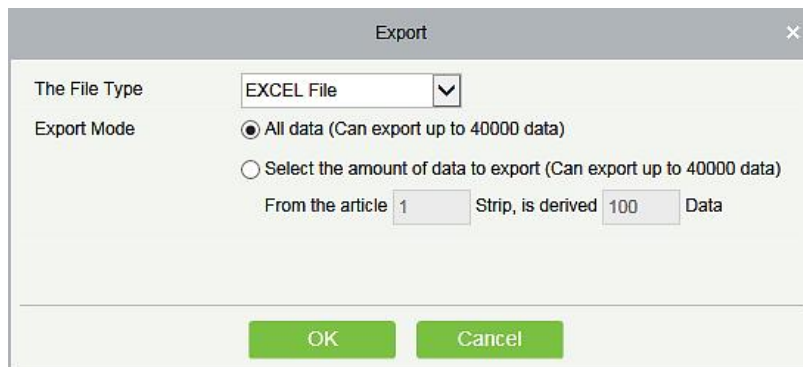 Export
The File Type EXCEL File
Export Mode All data (Can export up to 40000 data)
Select the amount of data to export (Can export up to 40000 data)
From the article 1 Strip, is derived 100 Data
OK Cancel